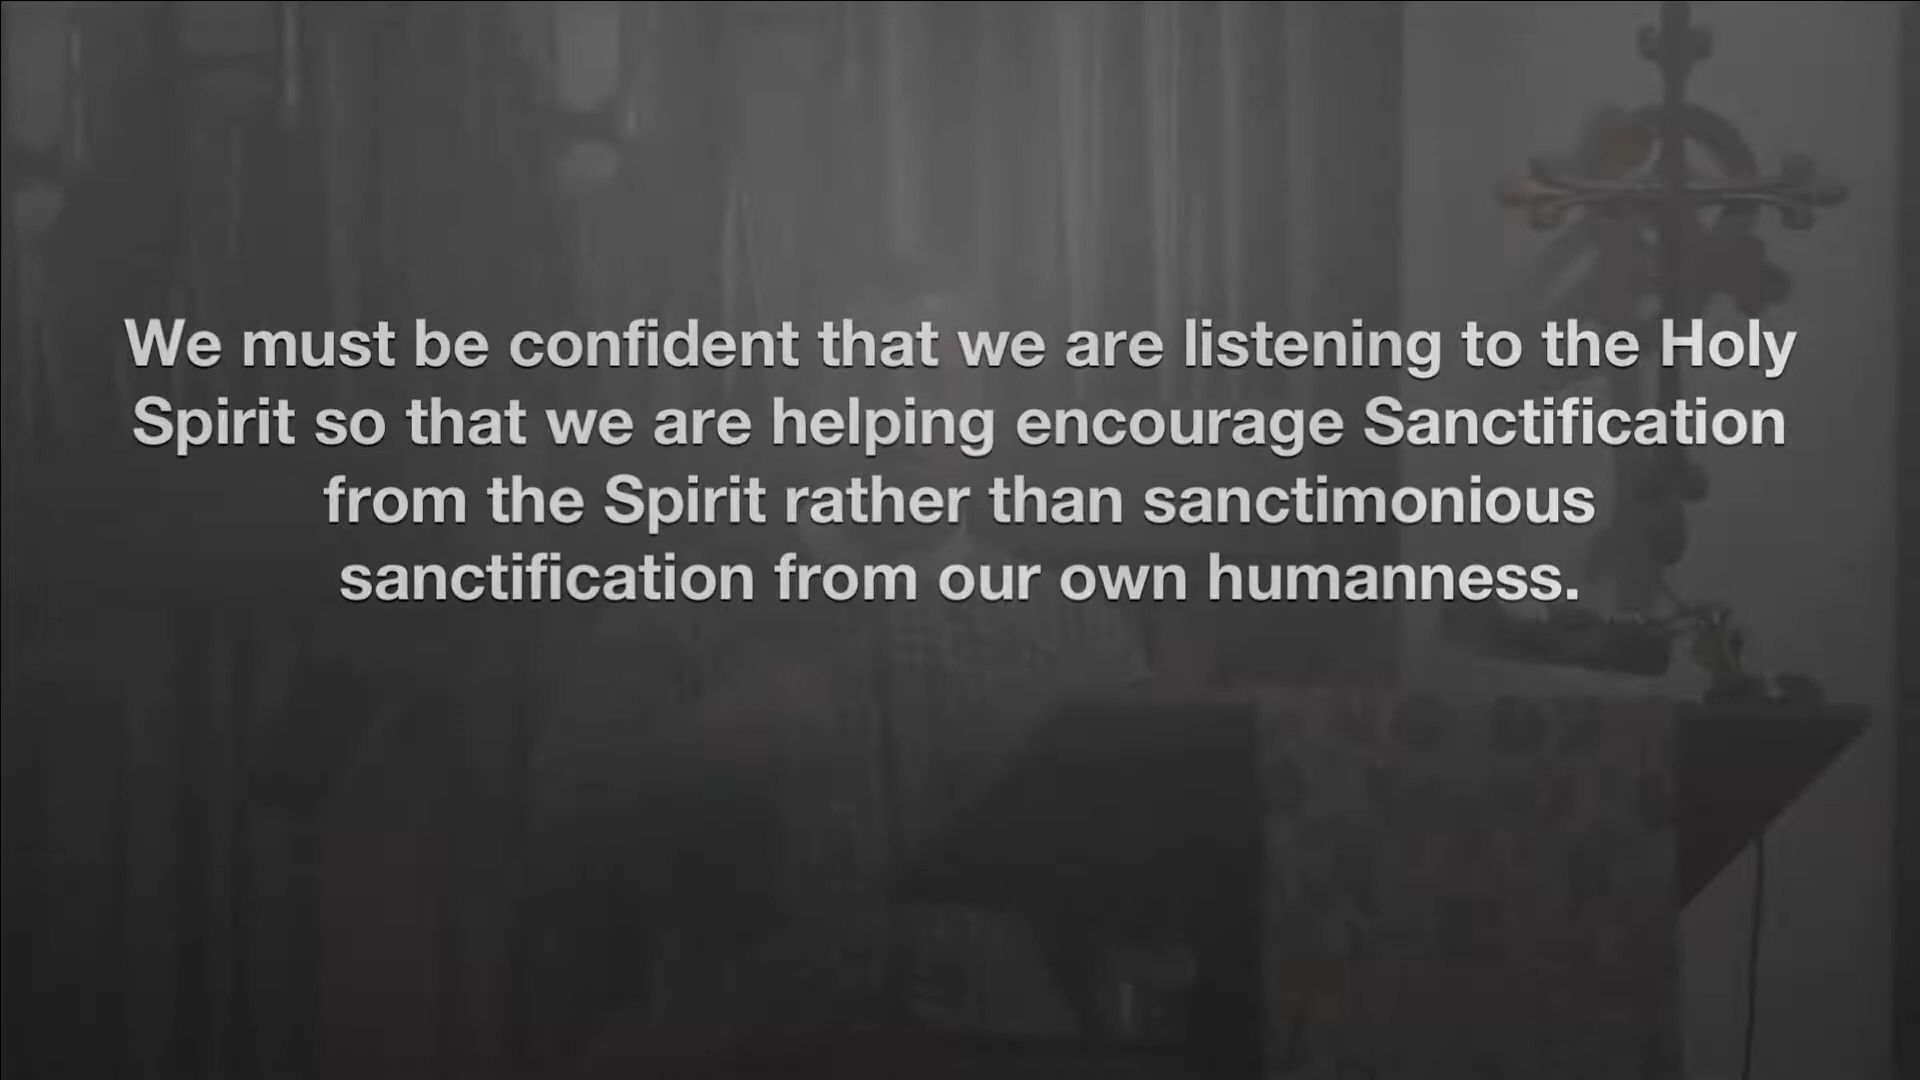 We must be confident that we are listening to the Holy
Spirit so that we are helping encourage Sanctification
from the Spirit rather than sanctimonious
sanctification from our own humanness.